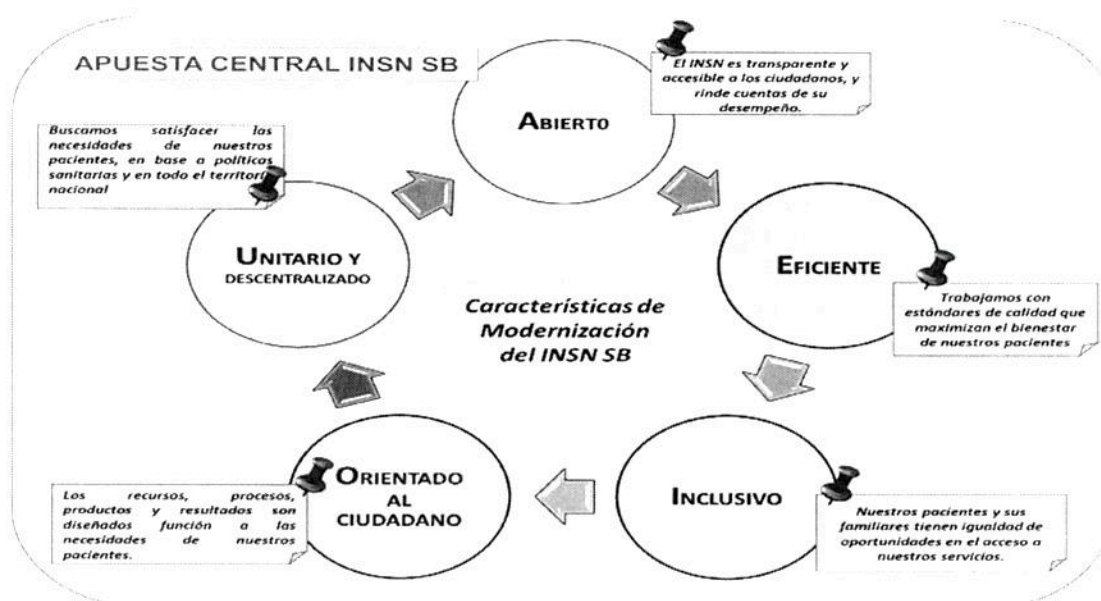 APUESTA CENTRAL INSN SB
El INSN es transparente y
accesible a los ciudadanos, y
rinde cuentas de su
desempeño.
ABIERTO
Buscamos satisfacer las
necesidades de nuestros
pacientes, en base a políticas
sanitarias y en todo el territorio
nacional
UNITARIO Y
DESCENTRALIZADO
EFICIENTE
Trabajamos con
estándares de calidad que
maximizan el bienestar
de nuestros pacientes
Características de
Modernización
del INSN SB
ORIENTADO
AL
CIUDADANO
Los recursos, procesos,
productos y resultados son
diseñados función a las
necesidades de nuestros
pacientes.
INCLUSIVO
Nuestros pacientes y sus
familiares tienen igualdad de
oportunidades en el acceso a
nuestros servicios.